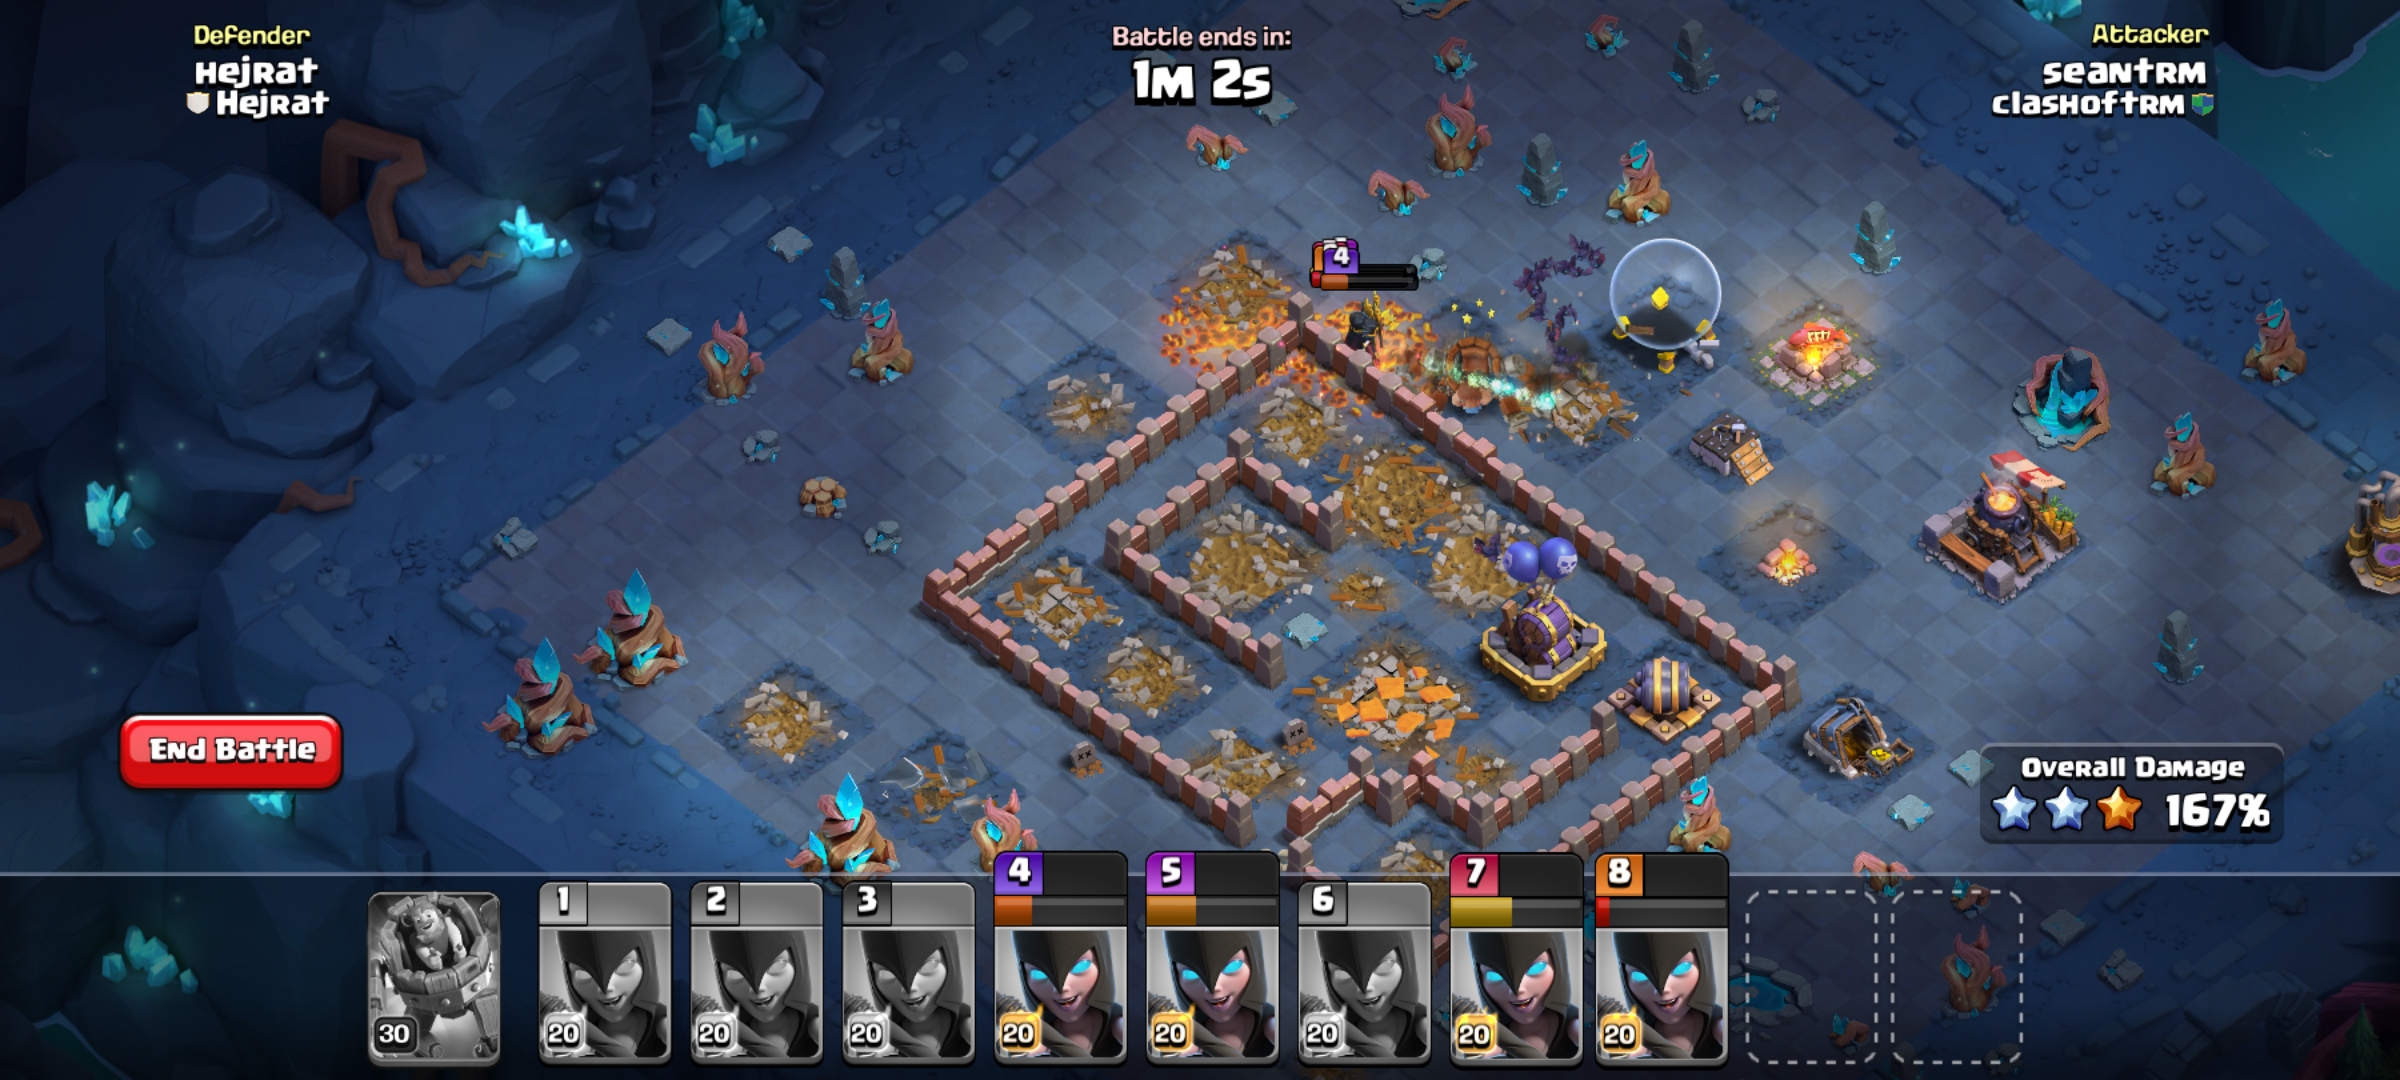 Defender
HejRat
HejRat
Battle ends in:
1M 2s
Attacker
seantRM
clashoftRM
4
End Battle
Overall Damage
167%
1
2
3
4
5
6
7
8
30
20
20
20
20
20
20
20
20